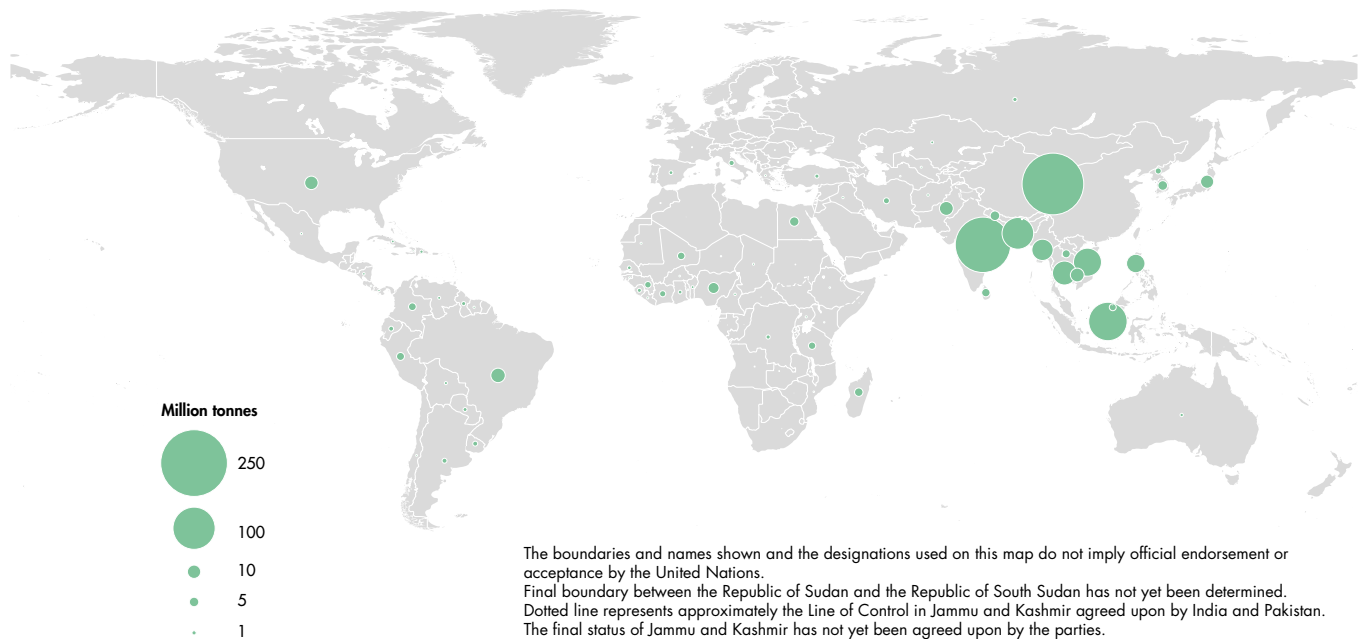 Million tonnes
250
100
10
5
1
The boundaries and names shown and the designations used on this map do not imply official endorsement or
acceptance by the United Nations.
Final boundary between the Republic of Sudan and the Republic of South Sudan has not yet been determined.
Dotted line represents approximately the Line of Control in Jammu and Kashmir agreed upon by India and Pakistan.
The final status of Jammu and Kashmir has not yet been agreed upon by the parties.